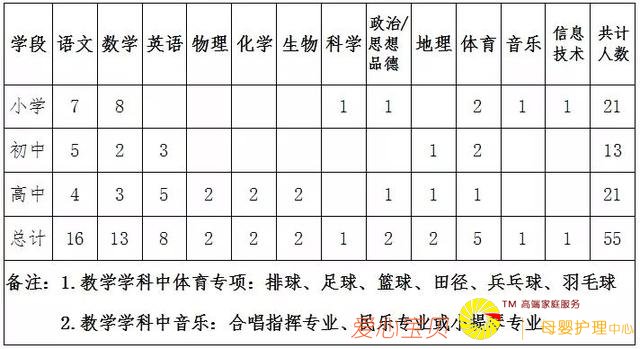 学段 语文 数学 英语 物理 化学 生物 科学 政治/思想品德 地理 体育 音乐 信息技术 共计人数
小学 7 8 1 1 2 1 1 21
初中 5 2 3 1 2 13
高中 4 3 5 2 2 2 1 1 1 21
总计 16 13 8 2 2 2 1 2 2 5 1 1 55
备注：1.教学学科中体育专项：排球、足球、篮球、田径、乒乓球、羽毛球
TM 高端家庭服务
2.教学学科中音乐：合唱指挥专业、民乐专业或小提琴专业
爱心宝贝 母婴护理中心